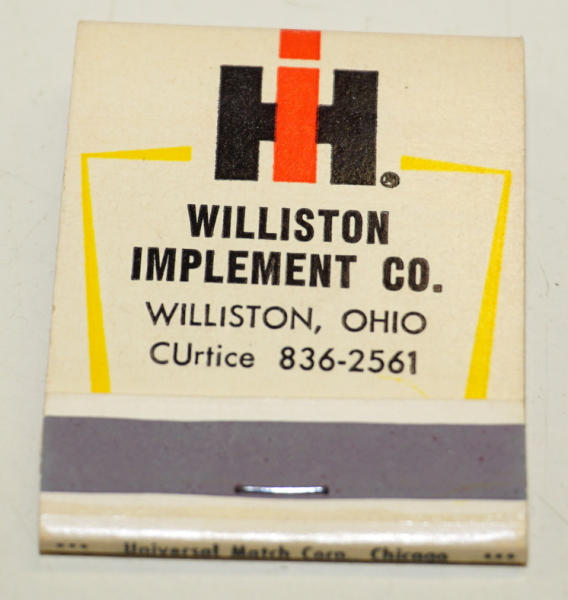 IH®
WILLISTON
IMPLEMENT CO.
WILLISTON, OHIO
CUrtice 836-2561
*** Universal Match Corp. Chicago ***